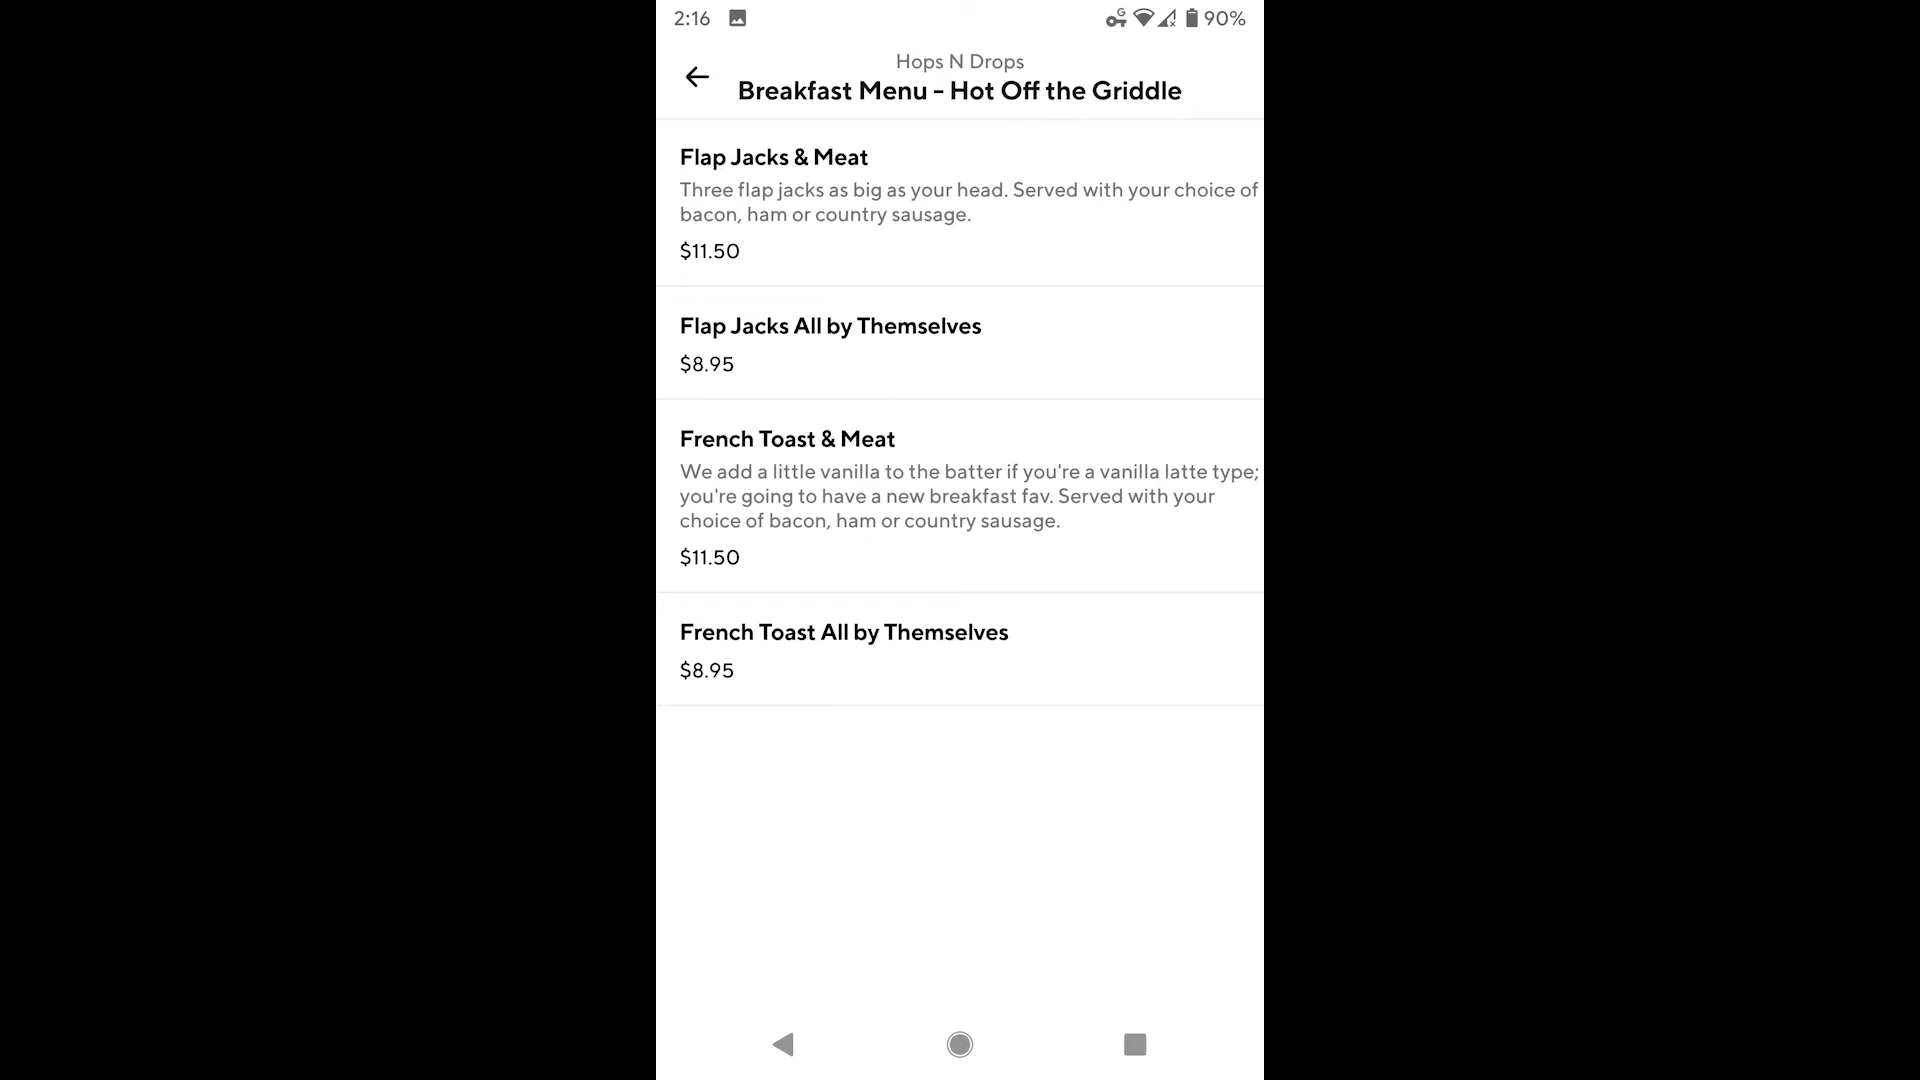 2:16
G
90%
Hops N Drops
Breakfast Menu - Hot Off the Griddle
Flap Jacks & Meat
Three flap jacks as big as your head. Served with your choice of
bacon, ham or country sausage.
$11.50
Flap Jacks All by Themselves
$8.95
French Toast & Meat
We add a little vanilla to the batter if you're a vanilla latte type;
you're going to have a new breakfast fav. Served with your
choice of bacon, ham or country sausage.
$11.50
French Toast All by Themselves
$8.95